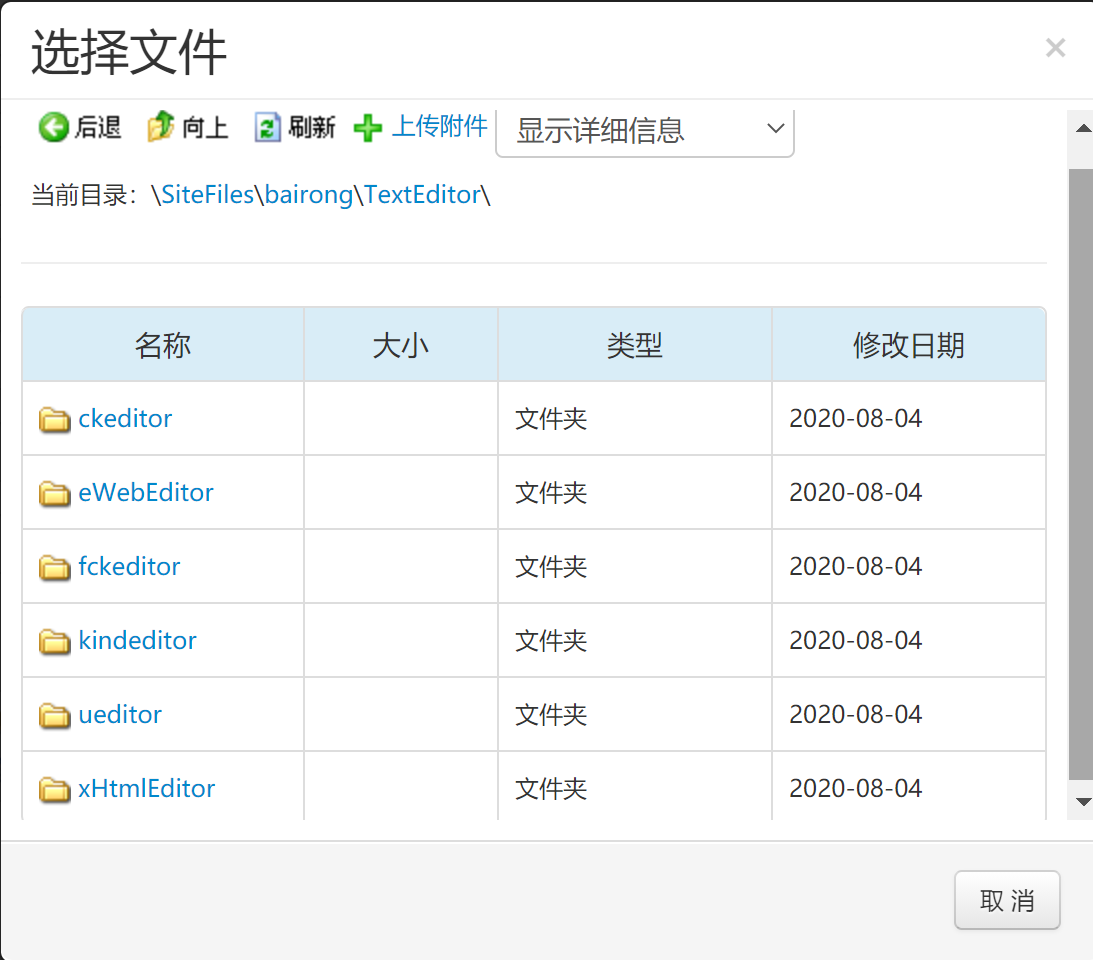 选择文件 ×
后退 向上 刷新 上传附件 显示详细信息
当前目录：\SiteFiles\bairong\TextEditor\
名称 大小 类型 修改日期
ckeditor 文件夹 2020-08-04
eWebEditor 文件夹 2020-08-04
fckeditor 文件夹 2020-08-04
kindeditor 文件夹 2020-08-04
ueditor 文件夹 2020-08-04
xHtmlEditor 文件夹 2020-08-04
取 消